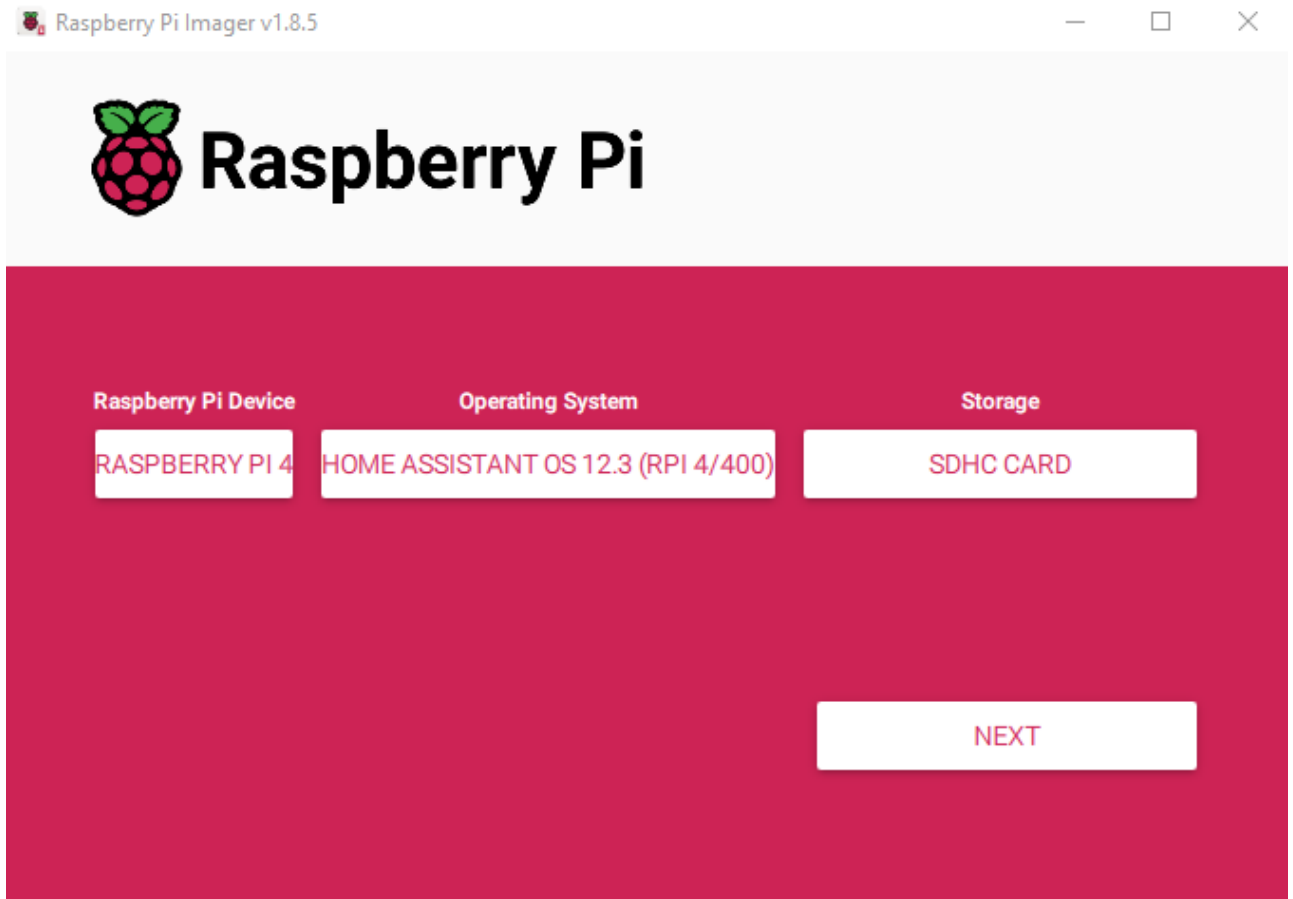 Raspberry Pi Imager v1.8.5
Raspberry Pi
Raspberry Pi Device
Operating System
Storage
RASPBERRY PI 4
HOME ASSISTANT OS 12.3 (RPI 4/400)
SDHC CARD
NEXT